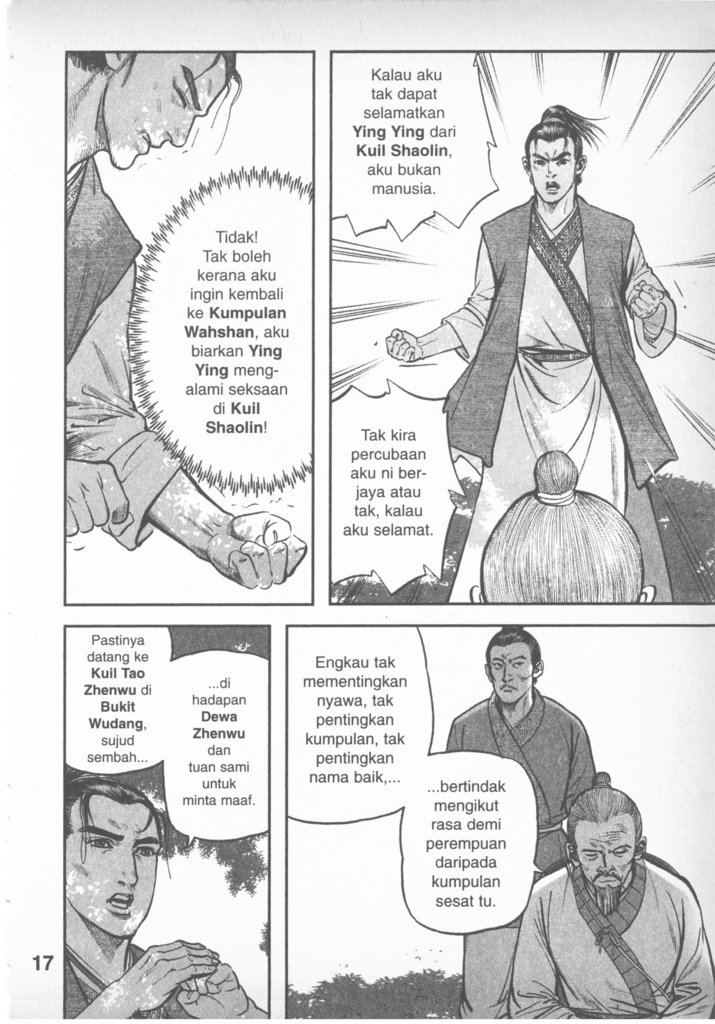 Tidak!
Tak boleh
kerana aku
ingin kembali
ke Kumpulan
Wahshan, aku
biarkan Ying
Ying meng-
alami seksaan
di Kuil
Shaolin!
Kalau aku
tak dapat
selamatkan
Ying Ying dari
Kuil Shaolin,
aku bukan
manusia.
Tak kira
percubaan
aku ni ber-
jaya atau
tak, kalau
aku selamat.
Pastinya
datang ke
Kuil Tao
Zhenwu di
Bukit
Wudang,
sujud
sembah...
...di
hadapan
Dewa
Zhenwu
dan
tuan sami
untuk
minta maaf.
Engkau tak
mementingkan
nyawa, tak
pentingkan
kumpulan, tak
pentingkan
nama baik,...
...bertindak
mengikut
rasa demi
perempuan
daripada
kumpulan
sesat tu.
17